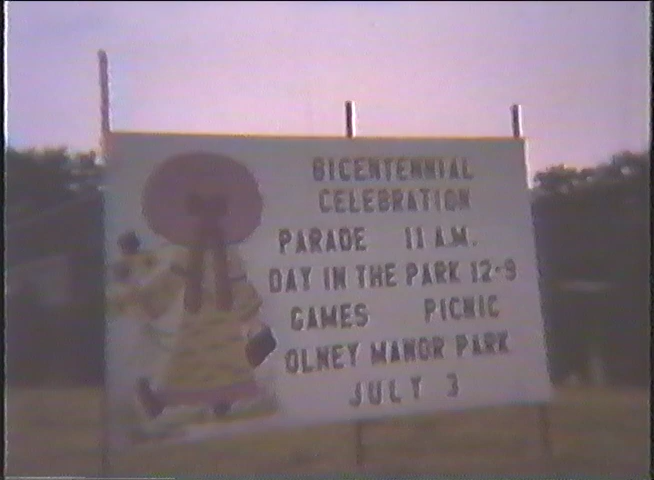 BICENTENNIAL
CELEBRATION
PARADE 11 A.M.
DAY IN THE PARK 12-9
GAMES PICNIC
OLNEY MANOR PARK
JULY 3